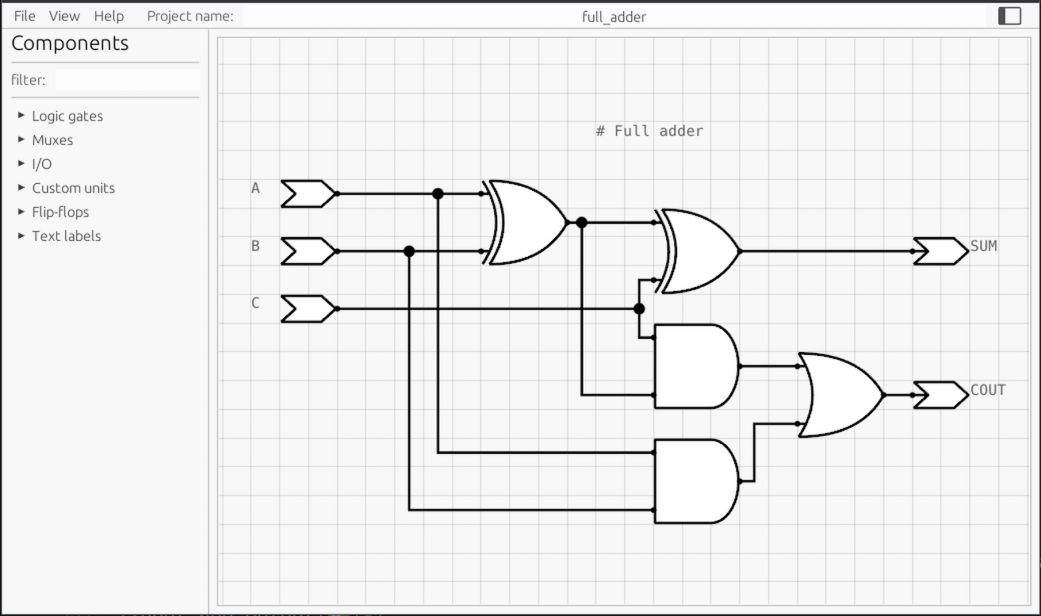 File View Help Project name: full_adder
Components
filter:
Logic gates
Muxes
I/O
Custom units
Flip-flops
Text labels
# Full adder
A
B
SUM
C
COUT